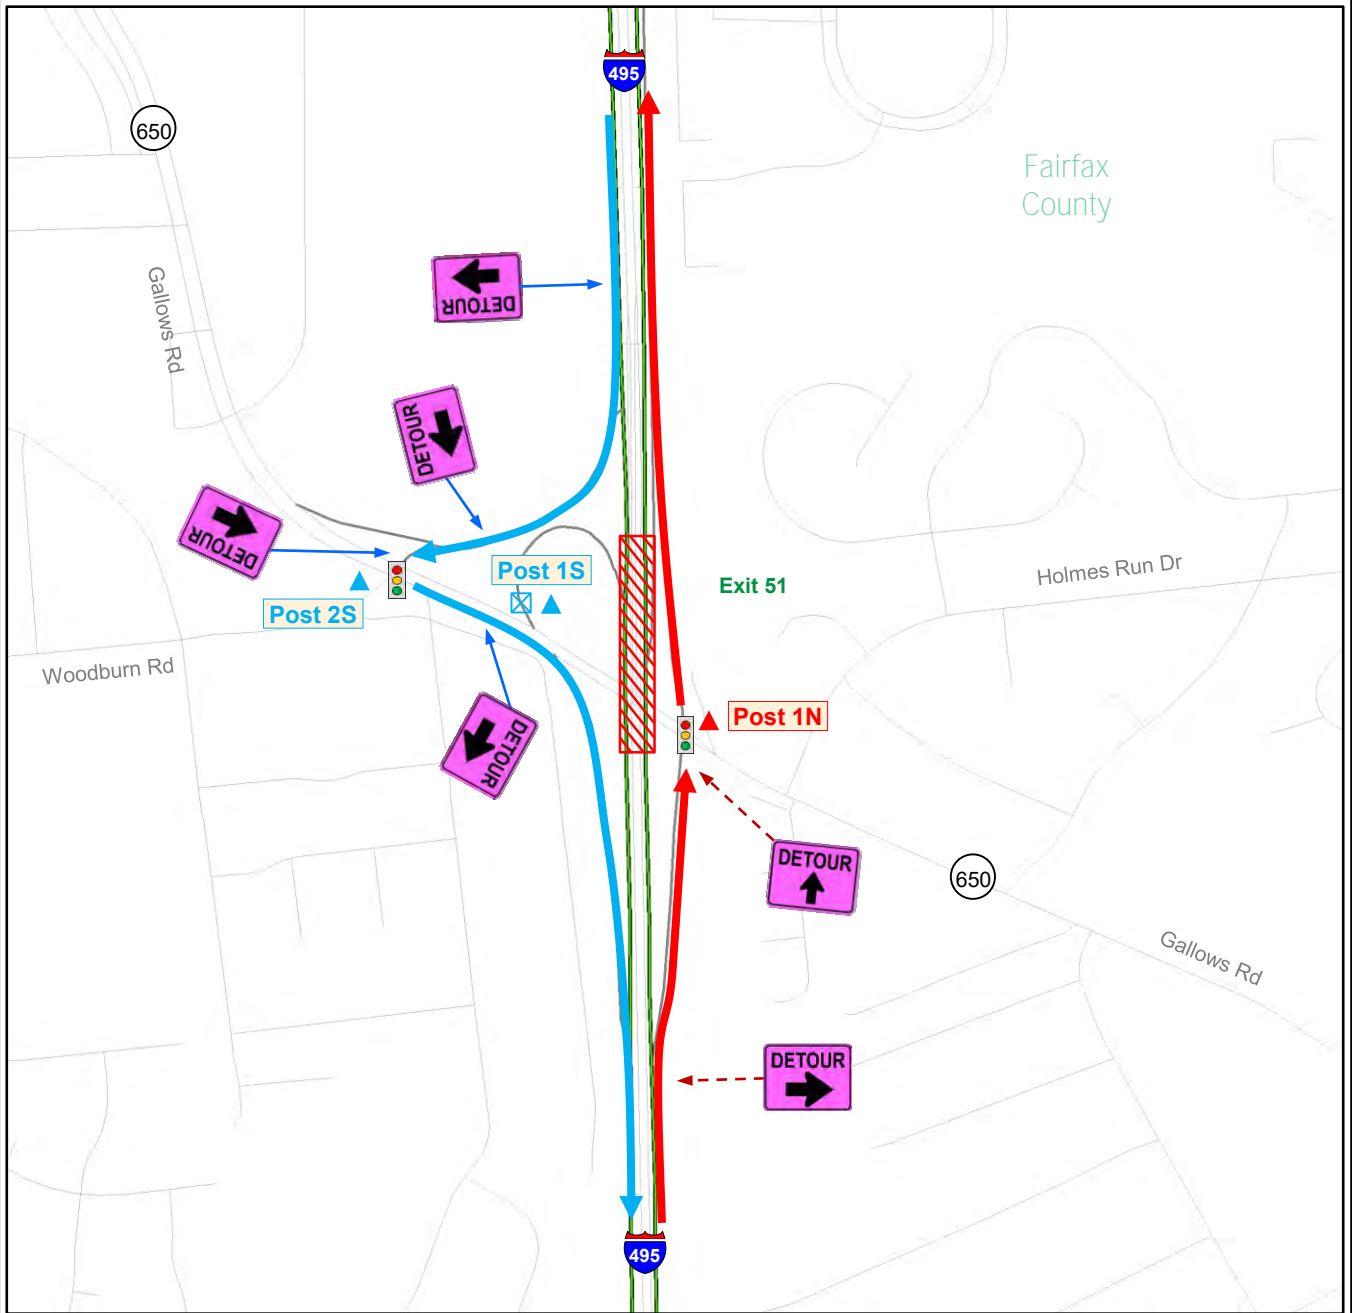 495
650
Fairfax
County
Gallows Rd
DETOUR
DETOUR
DETOUR
Post 1S
Exit 51
Holmes Run Dr
Post 2S
Woodburn Rd
Post 1N
DETOUR
DETOUR
650
Gallows Rd
DETOUR
495